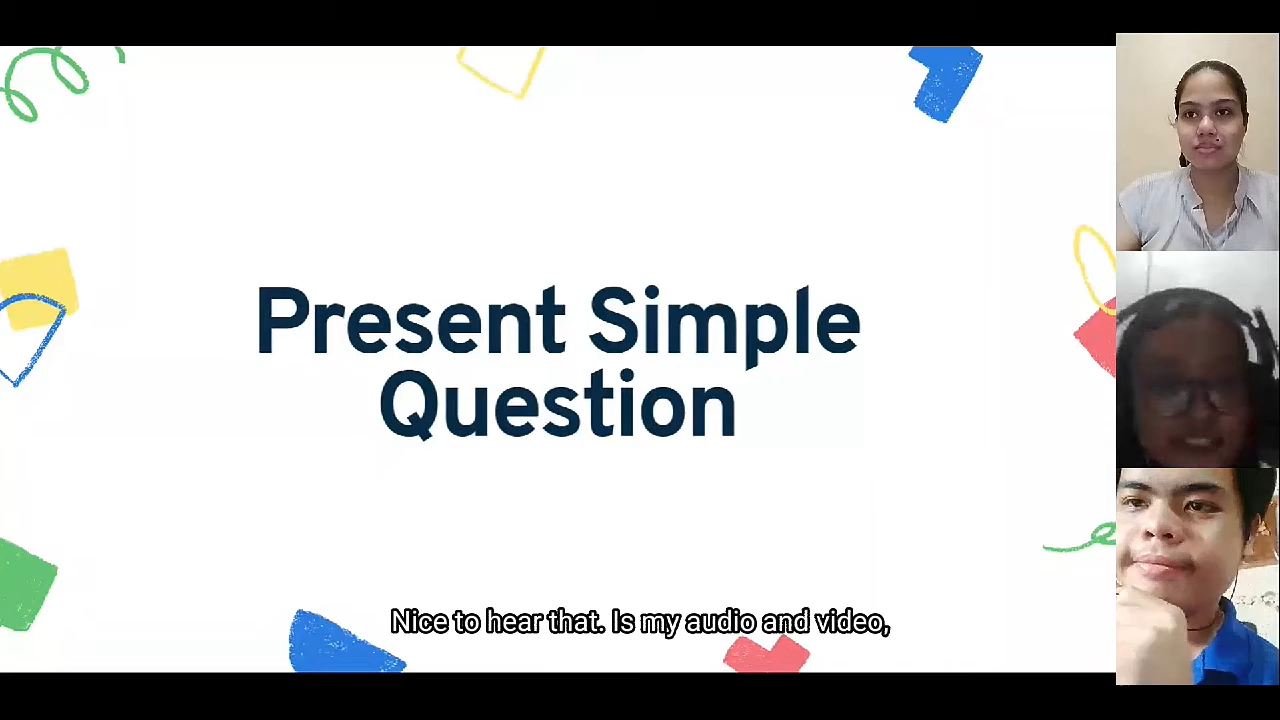 Present Simple
Question
Nice to hear that. Is my audio and video,